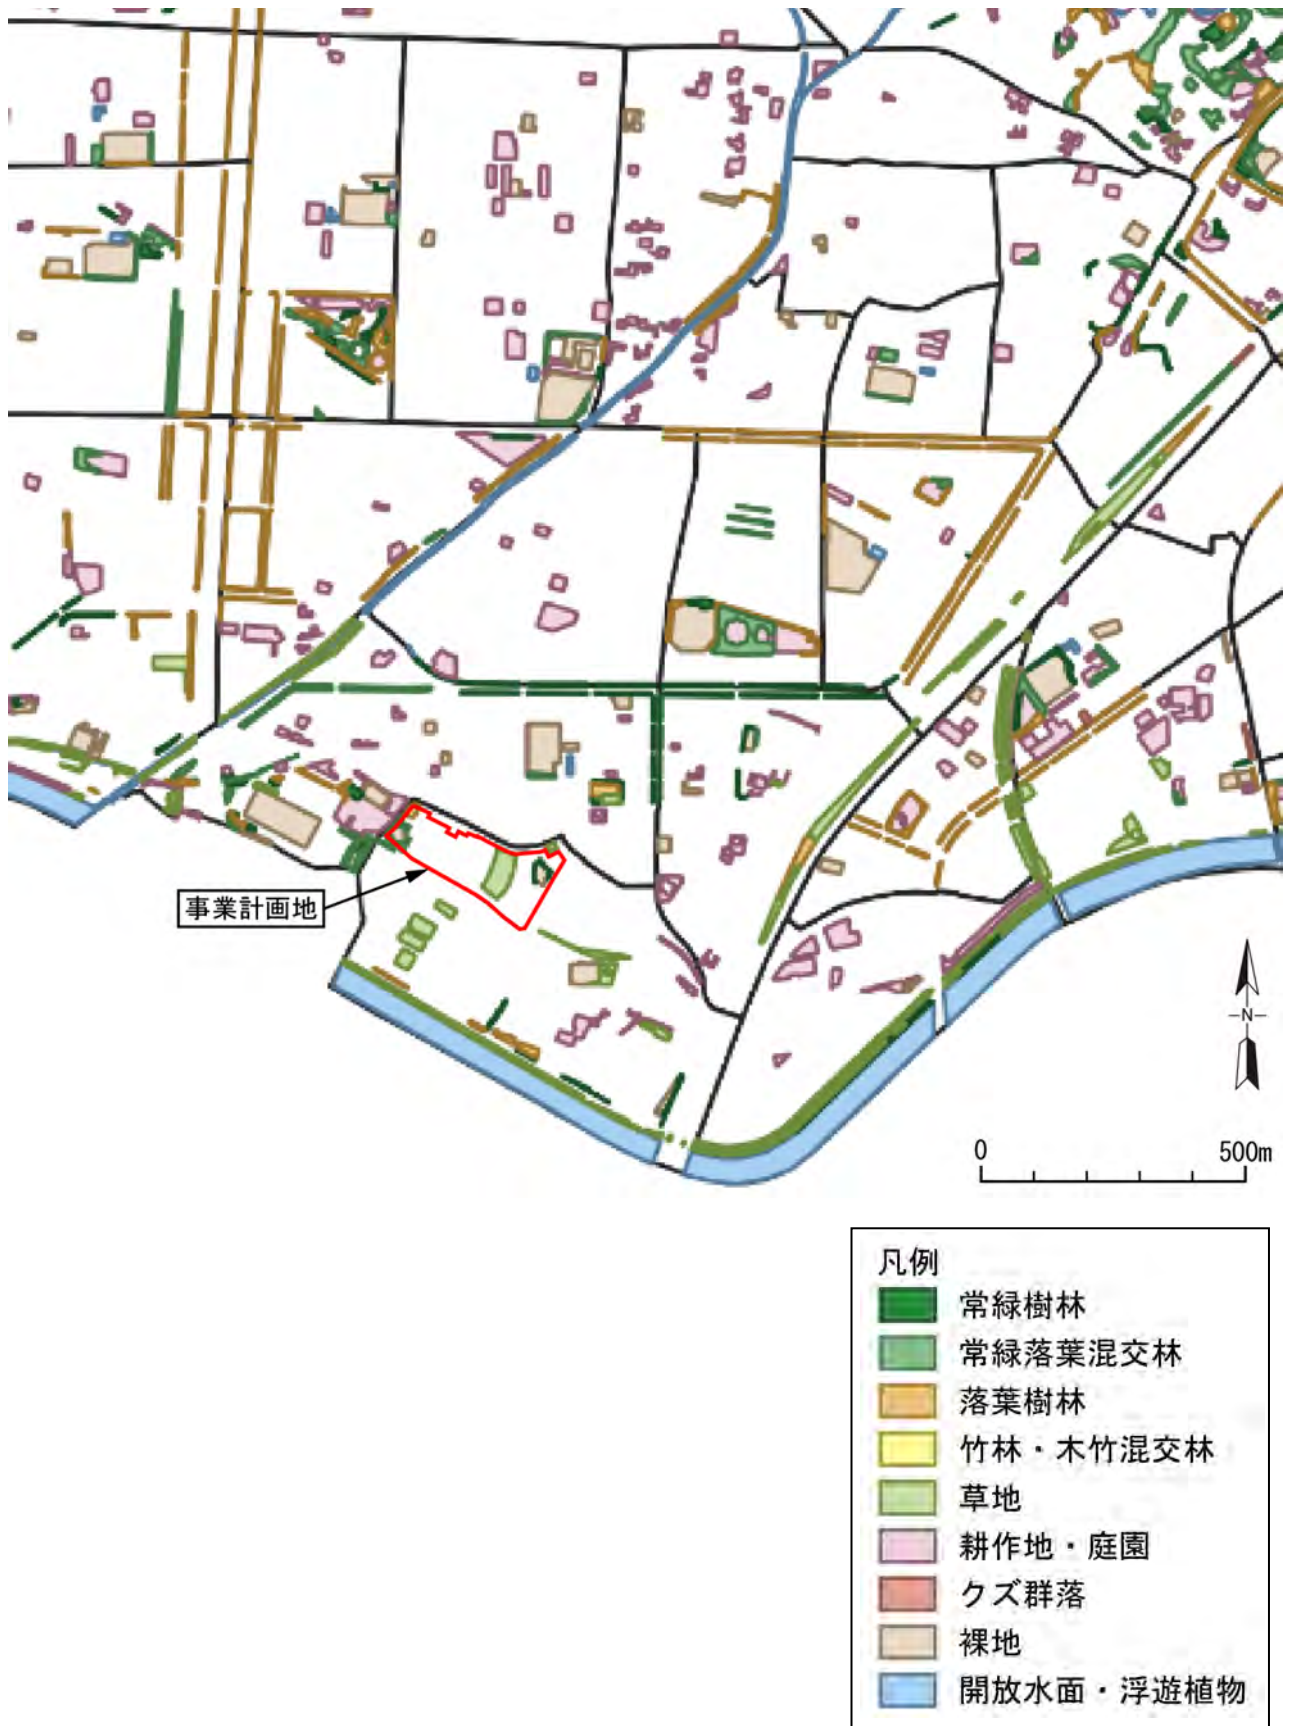 事業計画地
N
0 500m
凡例
常緑樹林
常緑落葉混交林
落葉樹林
竹林・木竹混交林
草地
耕作地・庭園
クズ群落
裸地
開放水面・浮遊植物